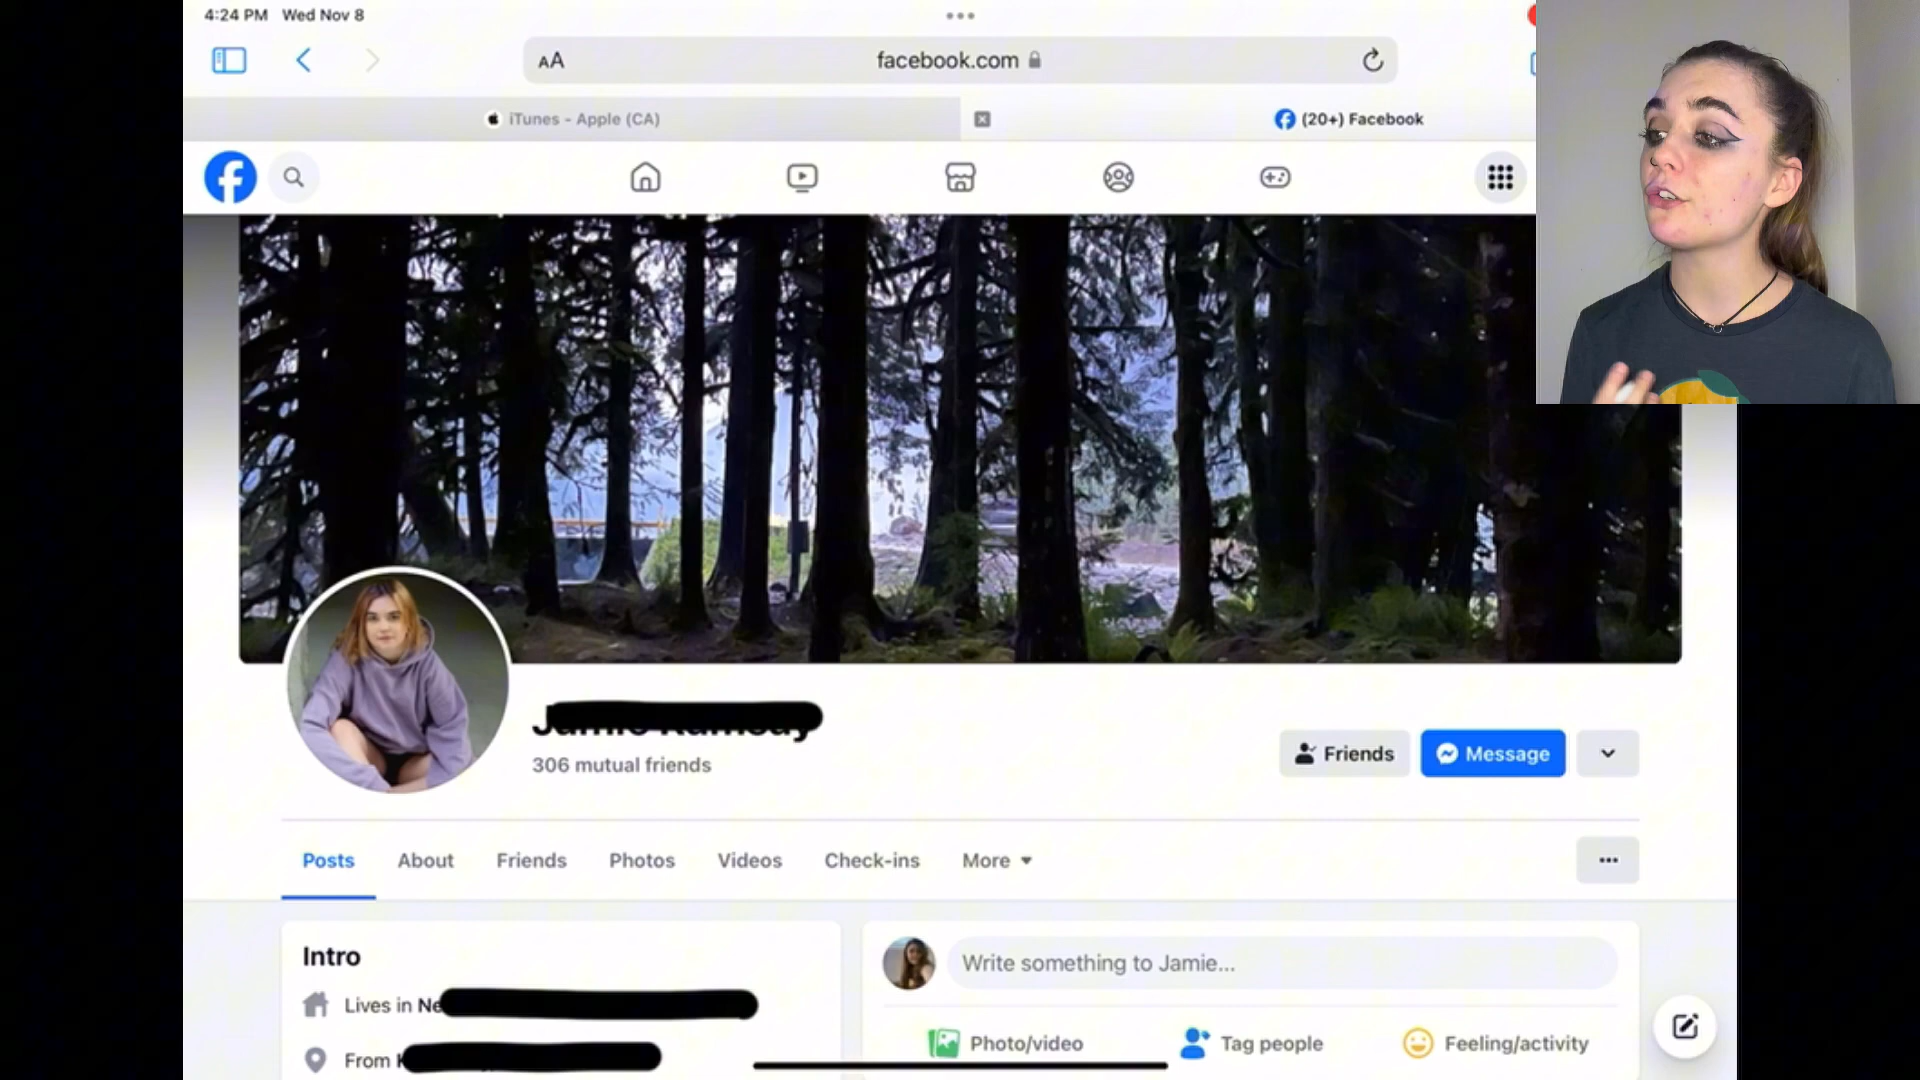 4:24 PM Wed Nov 8
AA
facebook.com
iTunes - Apple (CA)
(20+) Facebook
306 mutual friends
Friends
Message
Posts
About
Friends
Photos
Videos
Check-ins
More
Intro
Write something to Jamie...
Lives in Ne
From
Photo/video
Tag people
Feeling/activity